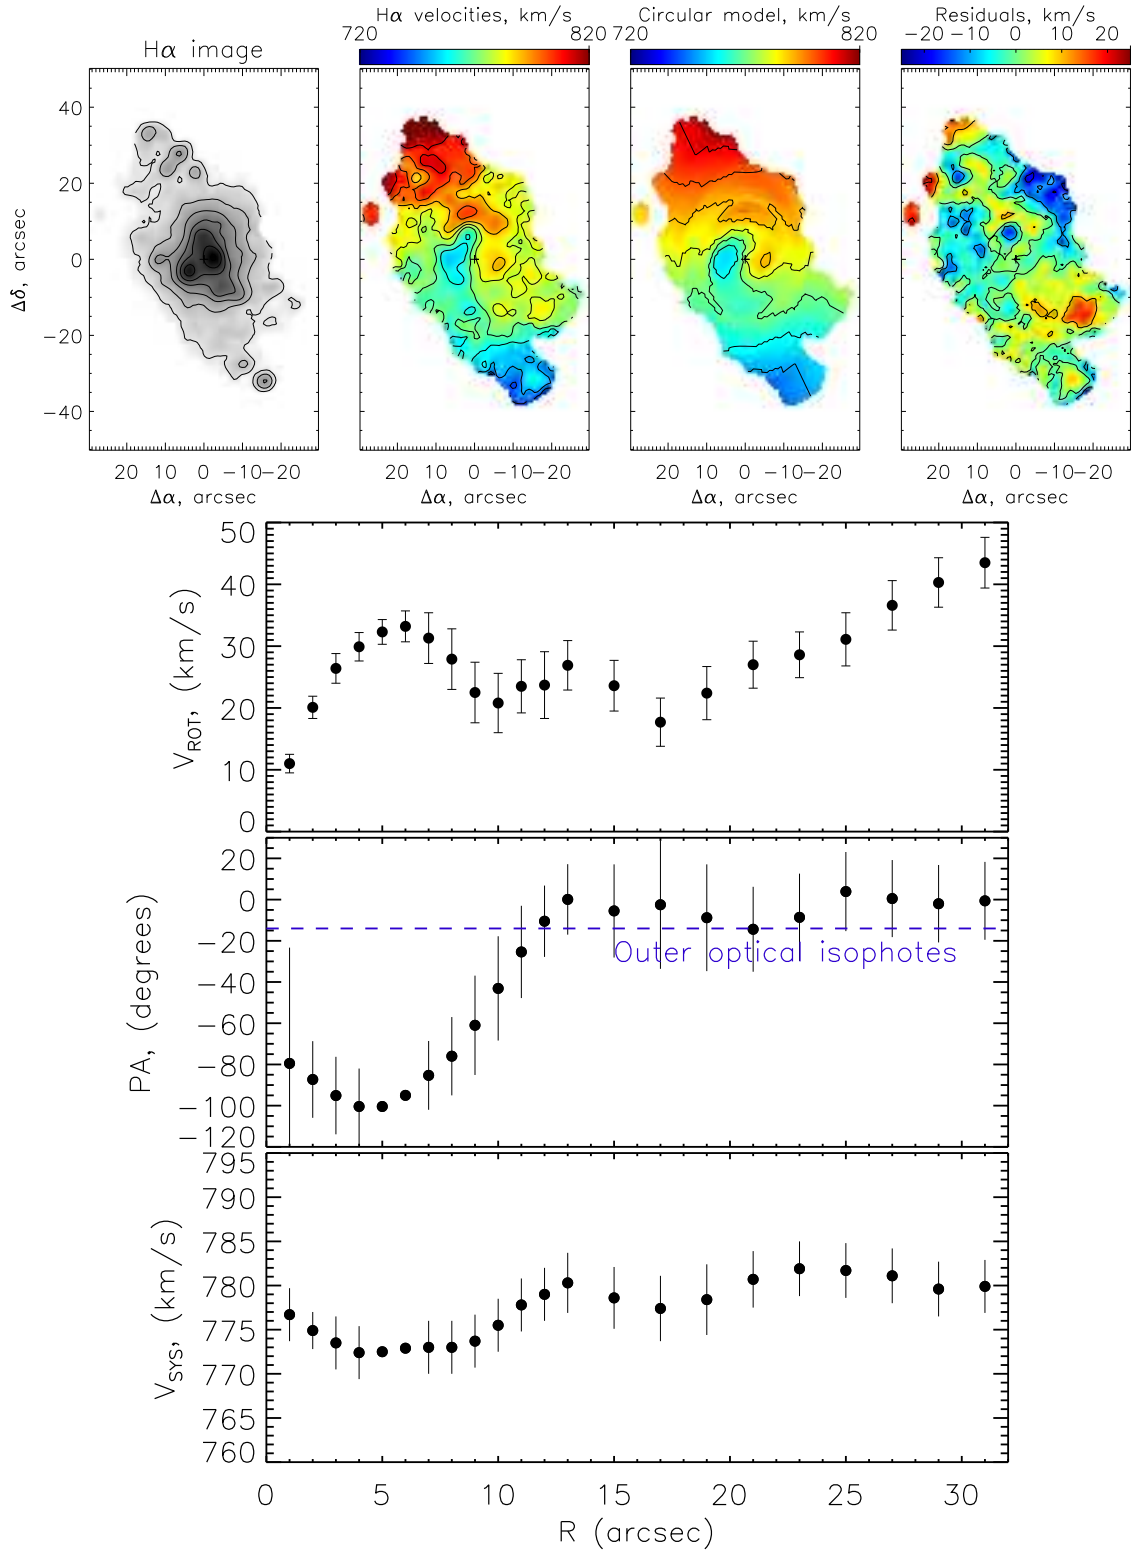 Hα velocities, km/s Circular model, km/s Residuals, km/s
720 820 720 820 −20 −10 0 10 20
Hα image
40
20
0
−20
−40
Δδ, arcsec
20 10 0 −10−20 20 10 0 −10−20 20 10 0 −10−20 20 10 0 −10−20
Δα, arcsec Δα, arcsec Δα, arcsec Δα, arcsec
50
40
30
20
10
0
V_ROT, (km/s)
20
0
−20
−40
−60
−80
−100
−120
PA, (degrees)
Outer optical isophotes
795
790
785
780
775
770
765
760
V_SYS, (km/s)
0 5 10 15 20 25 30
R (arcsec)